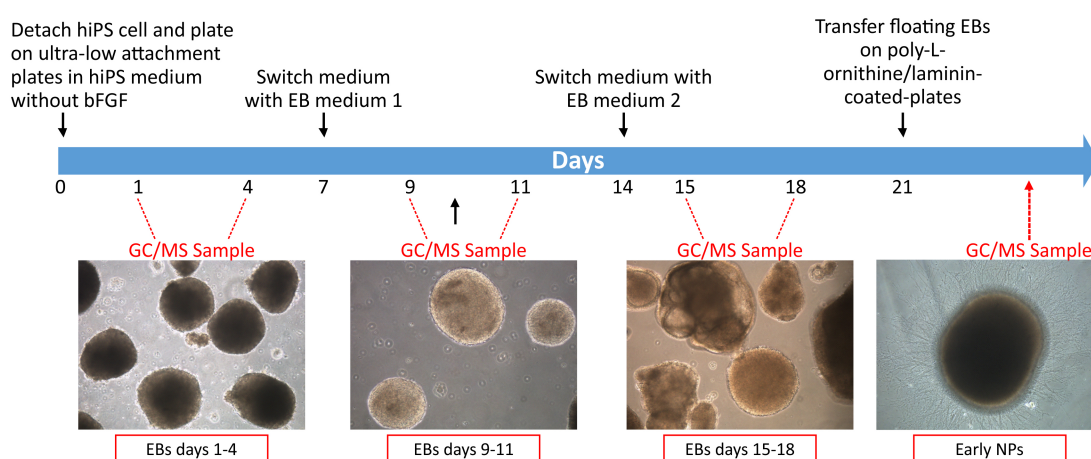 Detach hiPS cell and plate
on ultra-low attachment
plates in hiPS medium
without bFGF
Switch medium
with EB medium 1
Switch medium with
EB medium 2
Transfer floating EBs
on poly-L-
ornithine/laminin-
coated-plates
Days
0 1 4 7 9 11 14 15 18 21
GC/MS Sample GC/MS Sample GC/MS Sample GC/MS Sample
EBs days 1-4 EBs days 9-11 EBs days 15-18 Early NPs